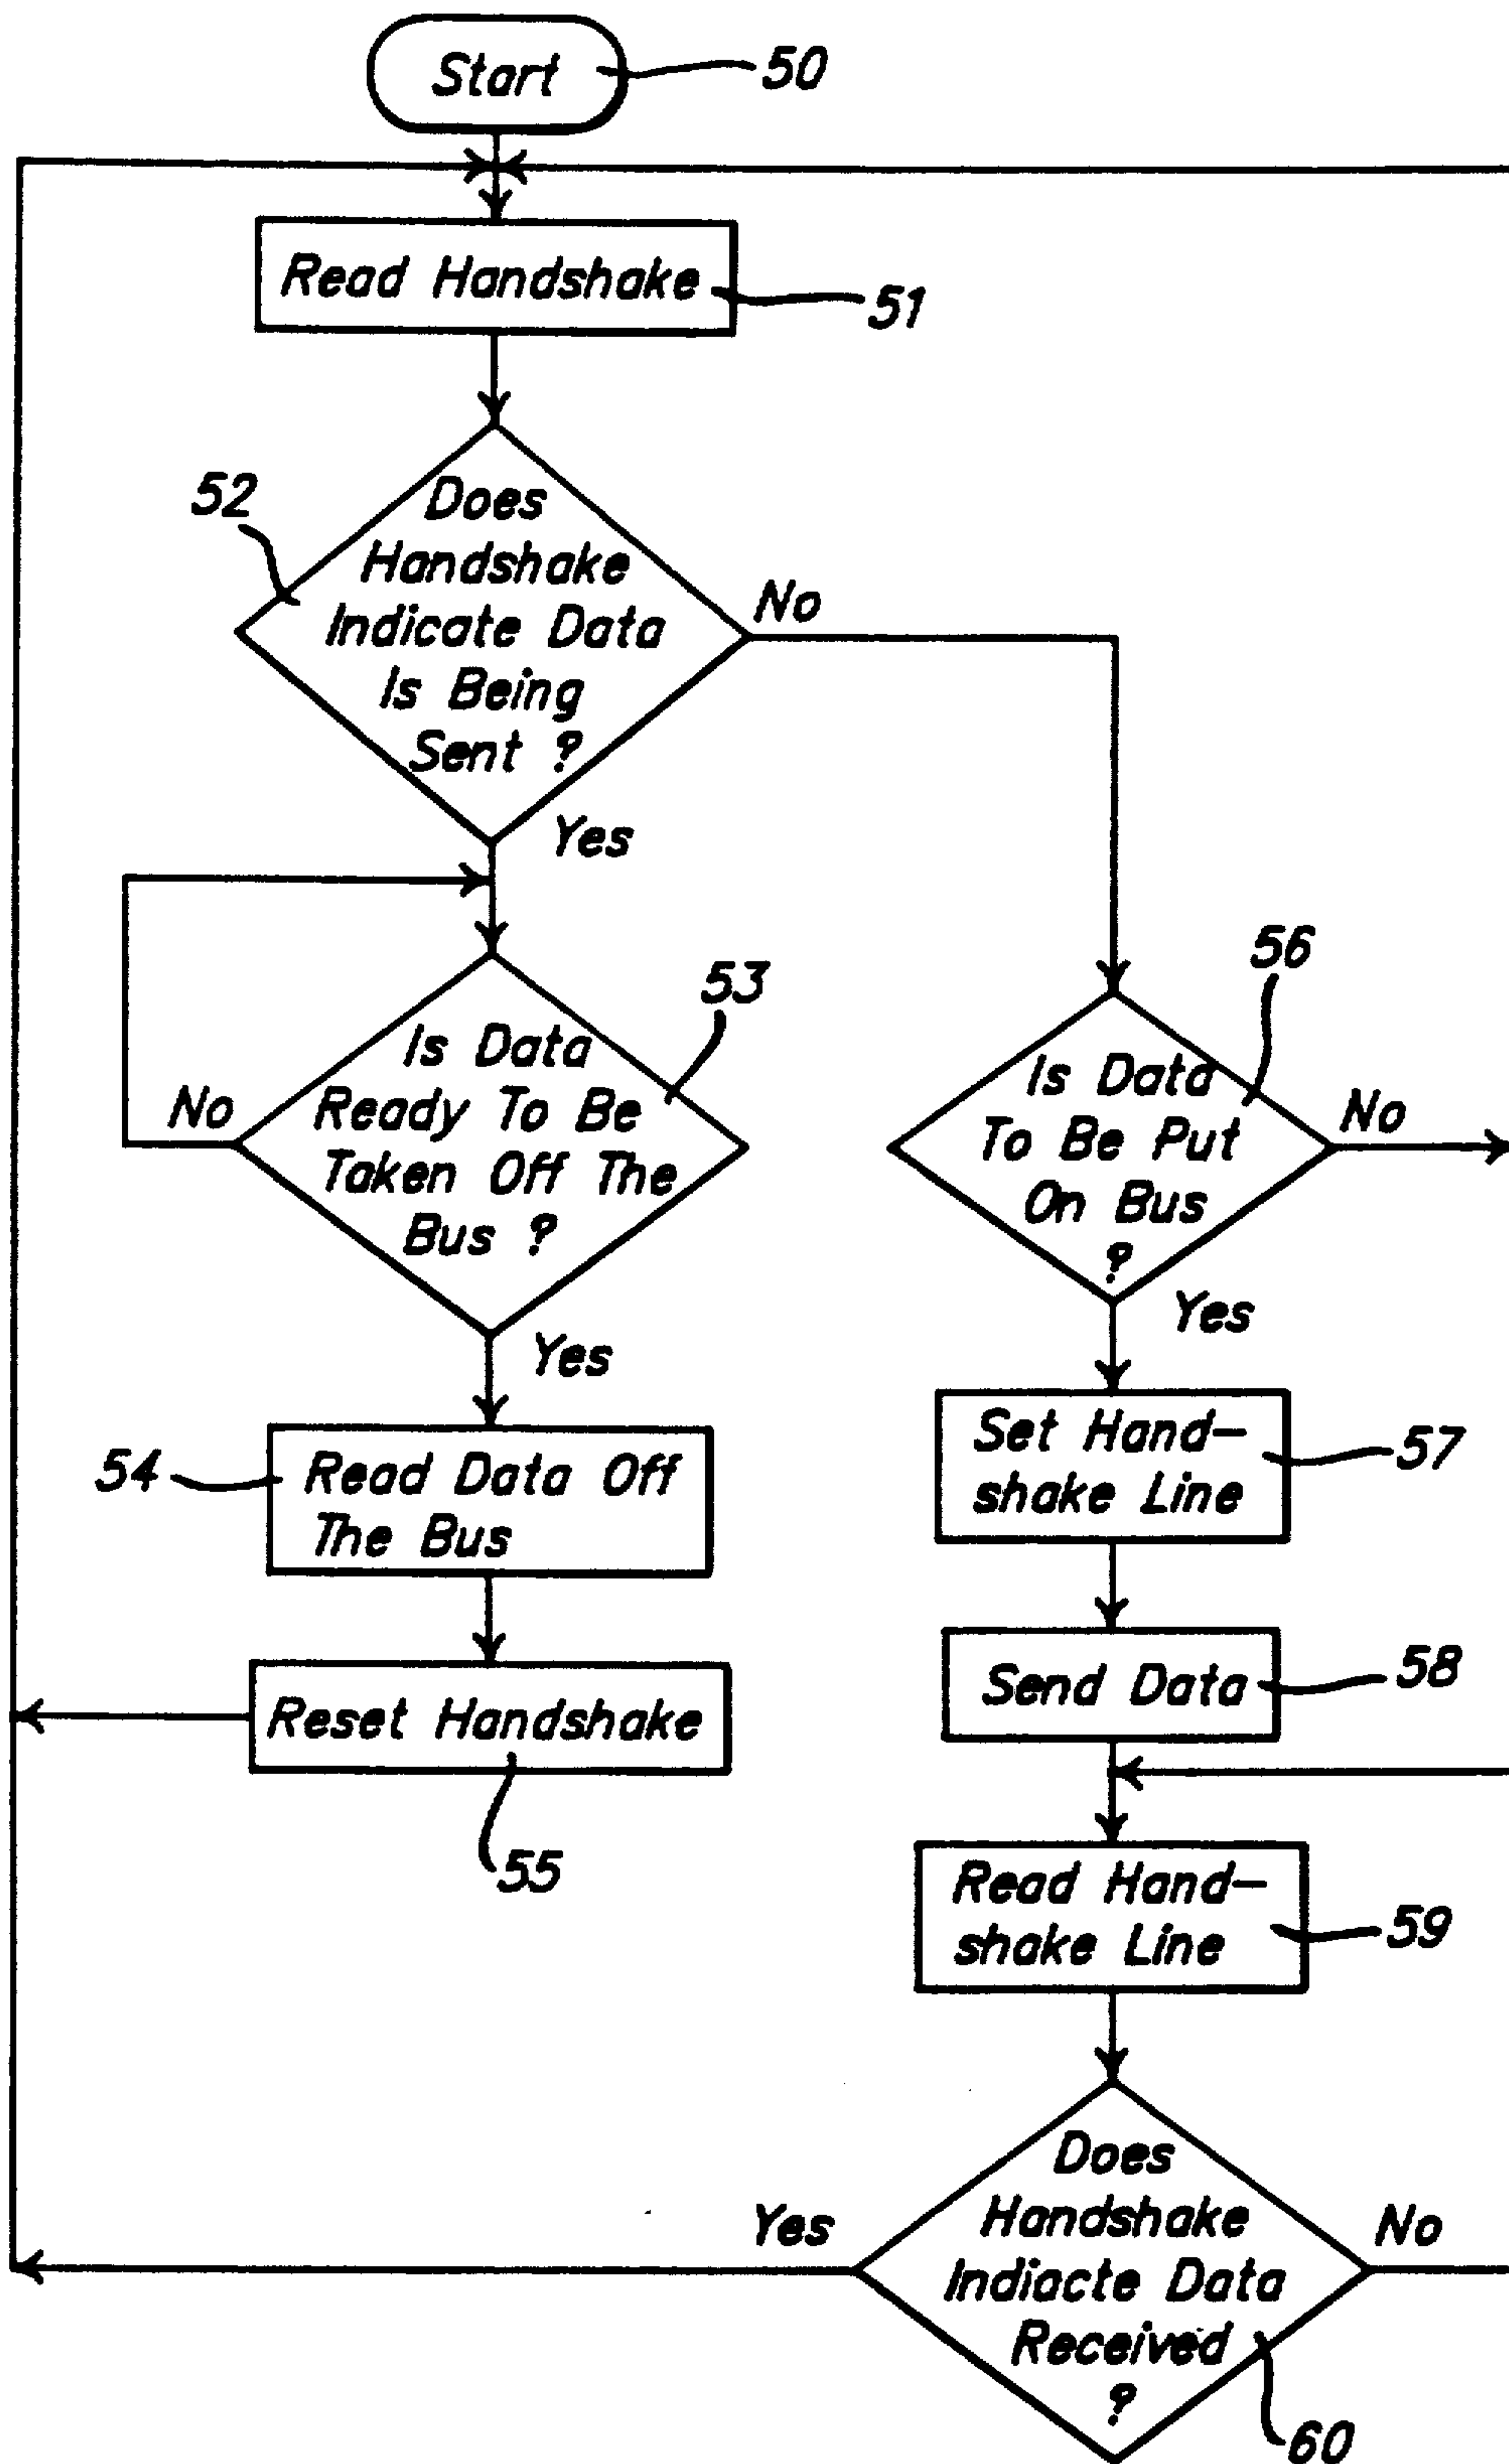 Start
50
Read Handshake
51
52
Does
Handshake
Indicate Data
Is Being
Sent ?
No
Yes
53
Is Data
Ready To Be
Taken Off The
Bus ?
No
Yes
54
Read Data Off
The Bus
Reset Handshake
55
56
Is Data
To Be Put
On Bus
?
No
Yes
Set Hand-
shake Line
57
Send Data
58
Read Hand-
shake Line
59
Does
Handshake
Indiacte Data
Received
?
Yes
No
60